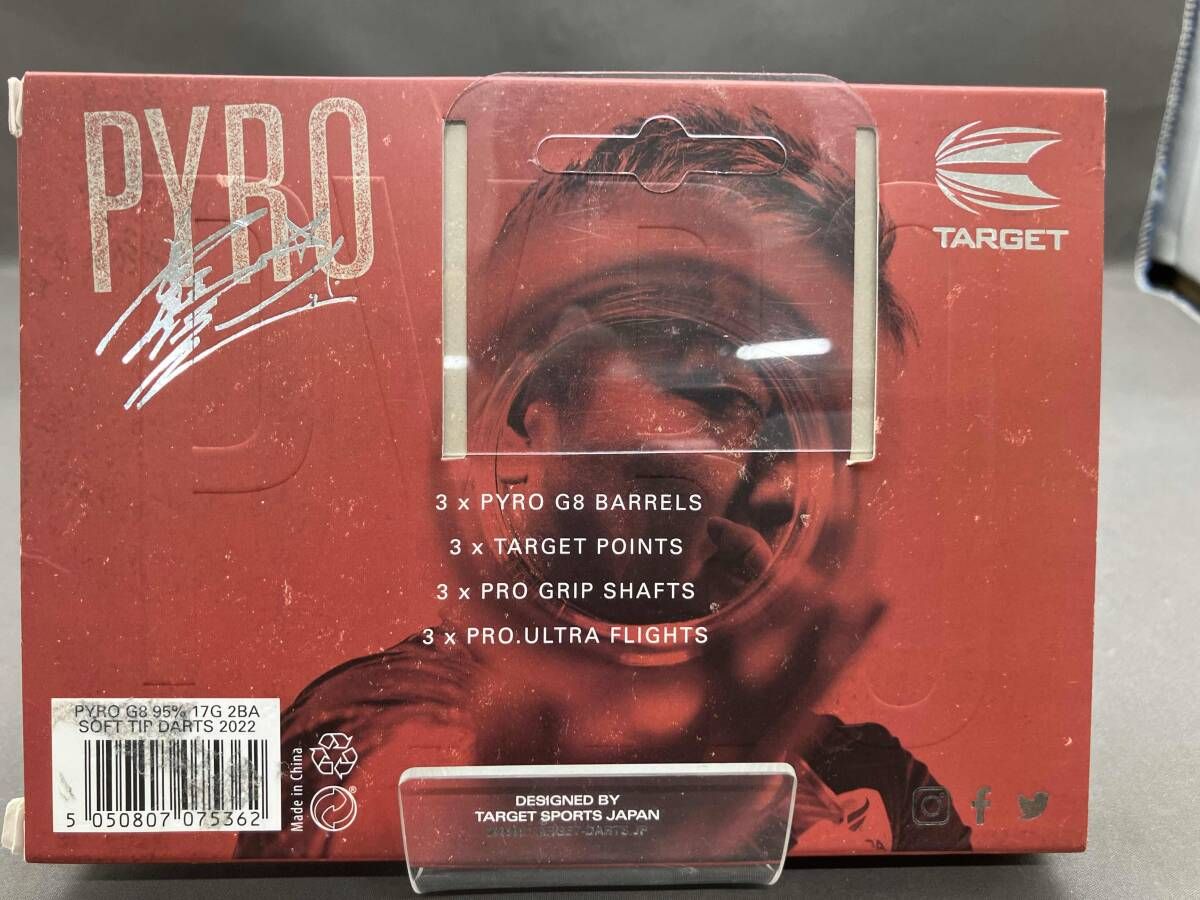 PYRO
TARGET
3 x PYRO G8 BARRELS
3 x TARGET POINTS
3 x PRO GRIP SHAFTS
3 x PRO.ULTRA FLIGHTS
PYRO G8 95% 17G 2BA
SOFT TIP DARTS 2022
5 050807 075362
Made in China
DESIGNED BY
TARGET SPORTS JAPAN